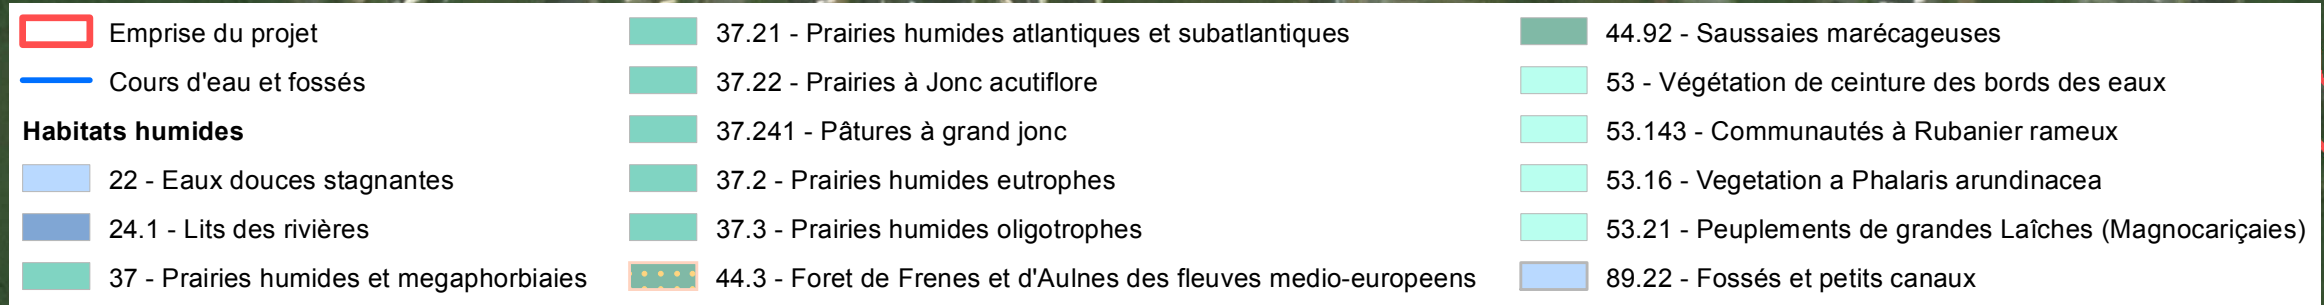 Emprise du projet
Cours d'eau et fossés
Habitats humides
22 - Eaux douces stagnantes
24.1 - Lits des rivières
37 - Prairies humides et megaphorbiaies
37.21 - Prairies humides atlantiques et subatlantiques
37.22 - Prairies à Jonc acutiflore
37.241 - Pâtures à grand jonc
37.2 - Prairies humides eutrophes
37.3 - Prairies humides oligotrophes
44.3 - Foret de Frenes et d'Aulnes des fleuves medio-europeens
44.92 - Saussaies marécageuses
53 - Végétation de ceinture des bords des eaux
53.143 - Communautés à Rubanier rameux
53.16 - Vegetation a Phalaris arundinacea
53.21 - Peuplements de grandes Laîches (Magnocariçaies)
89.22 - Fossés et petits canaux